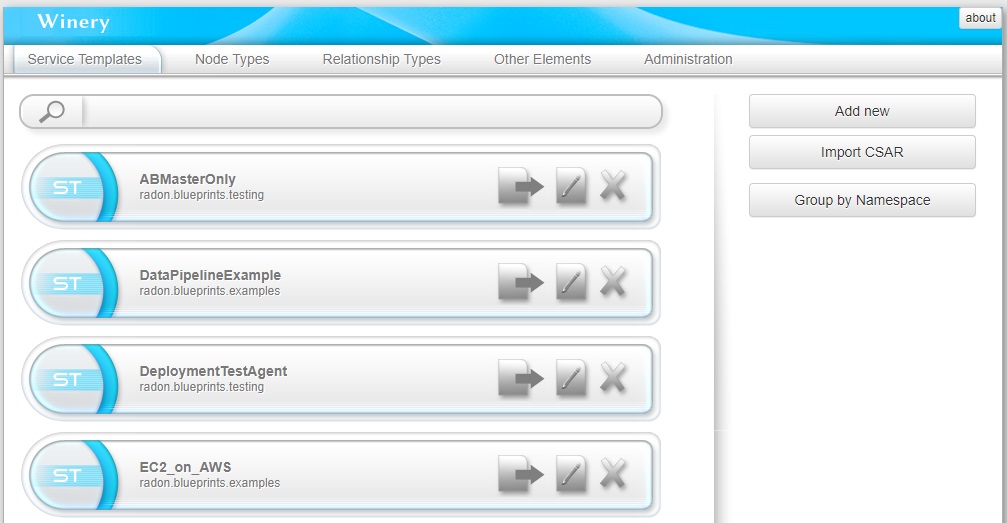 Winery
about
Service Templates
Node Types
Relationship Types
Other Elements
Administration
Add new
Import CSAR
Group by Namespace
ST
ABMasterOnly
radon.blueprints.testing
ST
DataPipelineExample
radon.blueprints.examples
ST
DeploymentTestAgent
radon.blueprints.testing
ST
EC2_on_AWS
radon.blueprints.examples